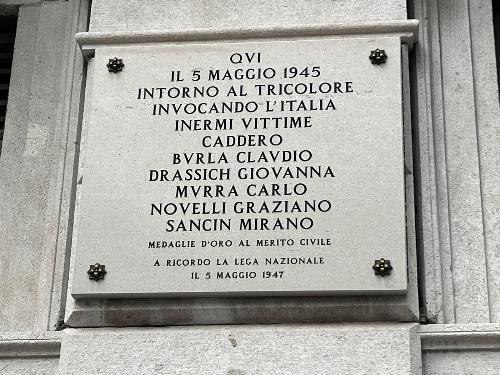 QVI
IL 5 MAGGIO 1945
INTORNO AL TRICOLORE
INVOCANDO L'ITALIA
INERMI VITTIME
CADDERO
BVRLA CLAVDIO
DRASSICH GIOVANNA
MVRRA CARLO
NOVELLI GRAZIANO
SANCIN MIRANO
MEDAGLIE D'ORO AL MERITO CIVILE
A RICORDO LA LEGA NAZIONALE
IL 5 MAGGIO 1947